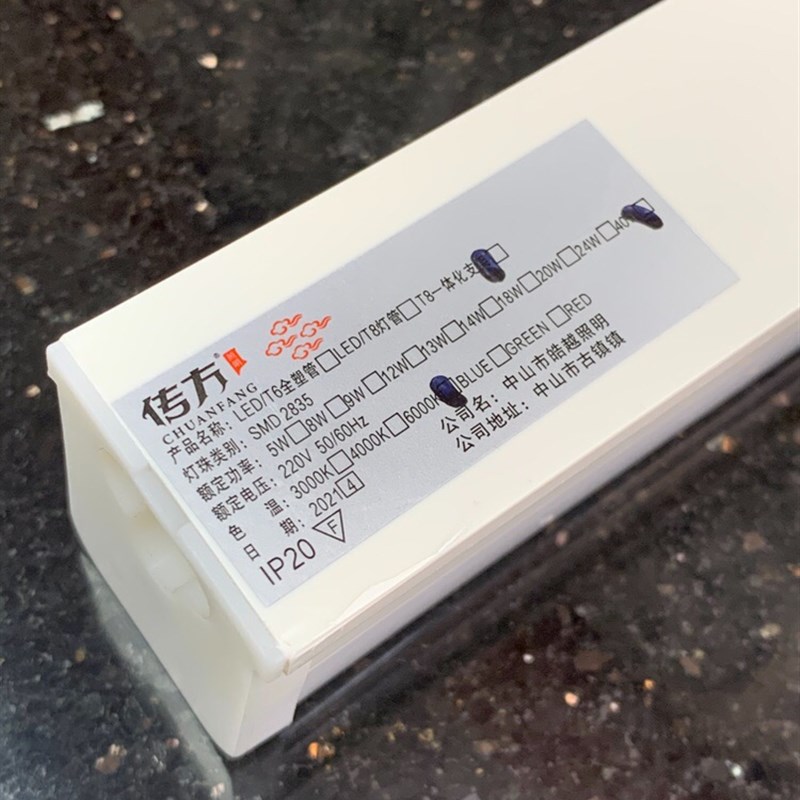 传方®
CHUANFANG
产品名称: LED/T6全塑管□LED/T8灯管□T8一体化支
灯珠类别: SMD 2835
额定功率: 5W□8W□9W□12W□13W□14W□18W□20W□24W□40
额定电压: 220V 50/60Hz
色 温: 3000K□4000K□6000K BLUE□GREEN□RED
日 期: 2021 4
公司名: 中山市皓越照明
公司地址: 中山市古镇镇
IP20 F